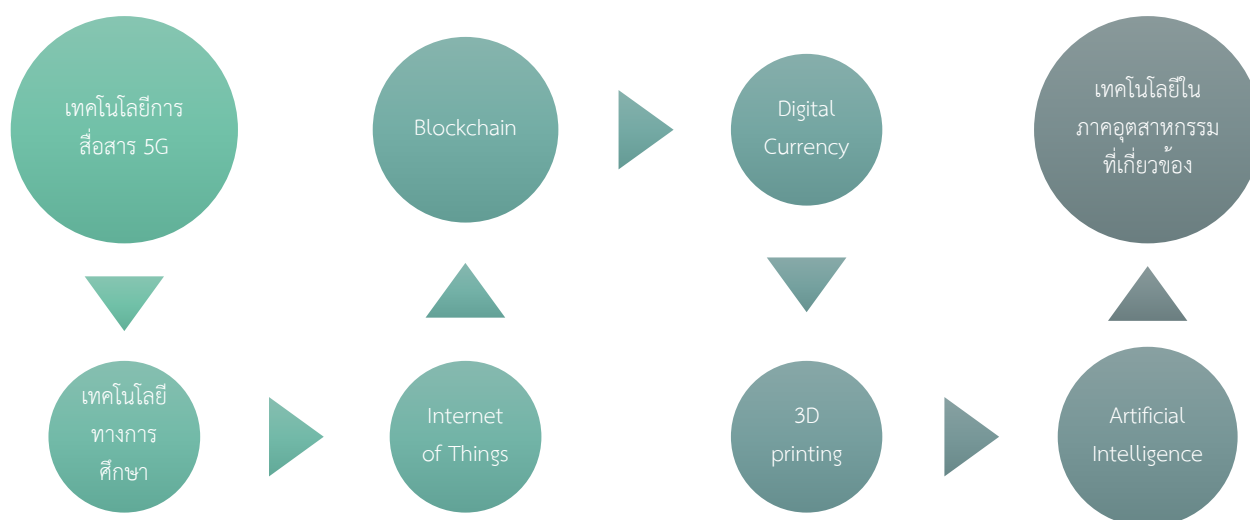 เทคโนโลยีการ
สื่อสาร 5G
เทคโนโลยี
ทางการ
ศึกษา
Internet
of Things
Blockchain
Digital
Currency
3D
printing
Artificial
Intelligence
เทคโนโลยีใน
ภาคอุตสาหกรรม
ที่เกี่ยวข้อง